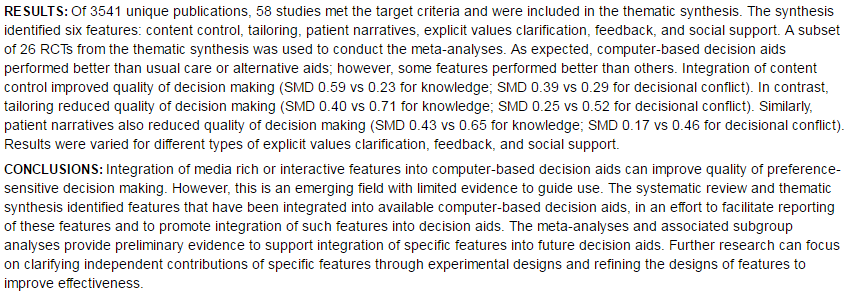 RESULTS: Of 3541 unique publications, 58 studies met the target criteria and were included in the thematic synthesis. The synthesis
identified six features: content control, tailoring, patient narratives, explicit values clarification, feedback, and social support. A subset
of 26 RCTs from the thematic synthesis was used to conduct the meta-analyses. As expected, computer-based decision aids
performed better than usual care or alternative aids; however, some features performed better than others. Integration of content
control improved quality of decision making (SMD 0.59 vs 0.23 for knowledge; SMD 0.39 vs 0.29 for decisional conflict). In contrast,
tailoring reduced quality of decision making (SMD 0.40 vs 0.71 for knowledge; SMD 0.25 vs 0.52 for decisional conflict). Similarly,
patient narratives also reduced quality of decision making (SMD 0.43 vs 0.65 for knowledge; SMD 0.17 vs 0.46 for decisional conflict).
Results were varied for different types of explicit values clarification, feedback, and social support.
CONCLUSIONS: Integration of media rich or interactive features into computer-based decision aids can improve quality of preference-
sensitive decision making. However, this is an emerging field with limited evidence to guide use. The systematic review and thematic
synthesis identified features that have been integrated into available computer-based decision aids, in an effort to facilitate reporting
of these features and to promote integration of such features into decision aids. The meta-analyses and associated subgroup
analyses provide preliminary evidence to support integration of specific features into future decision aids. Further research can focus
on clarifying independent contributions of specific features through experimental designs and refining the designs of features to
improve effectiveness.